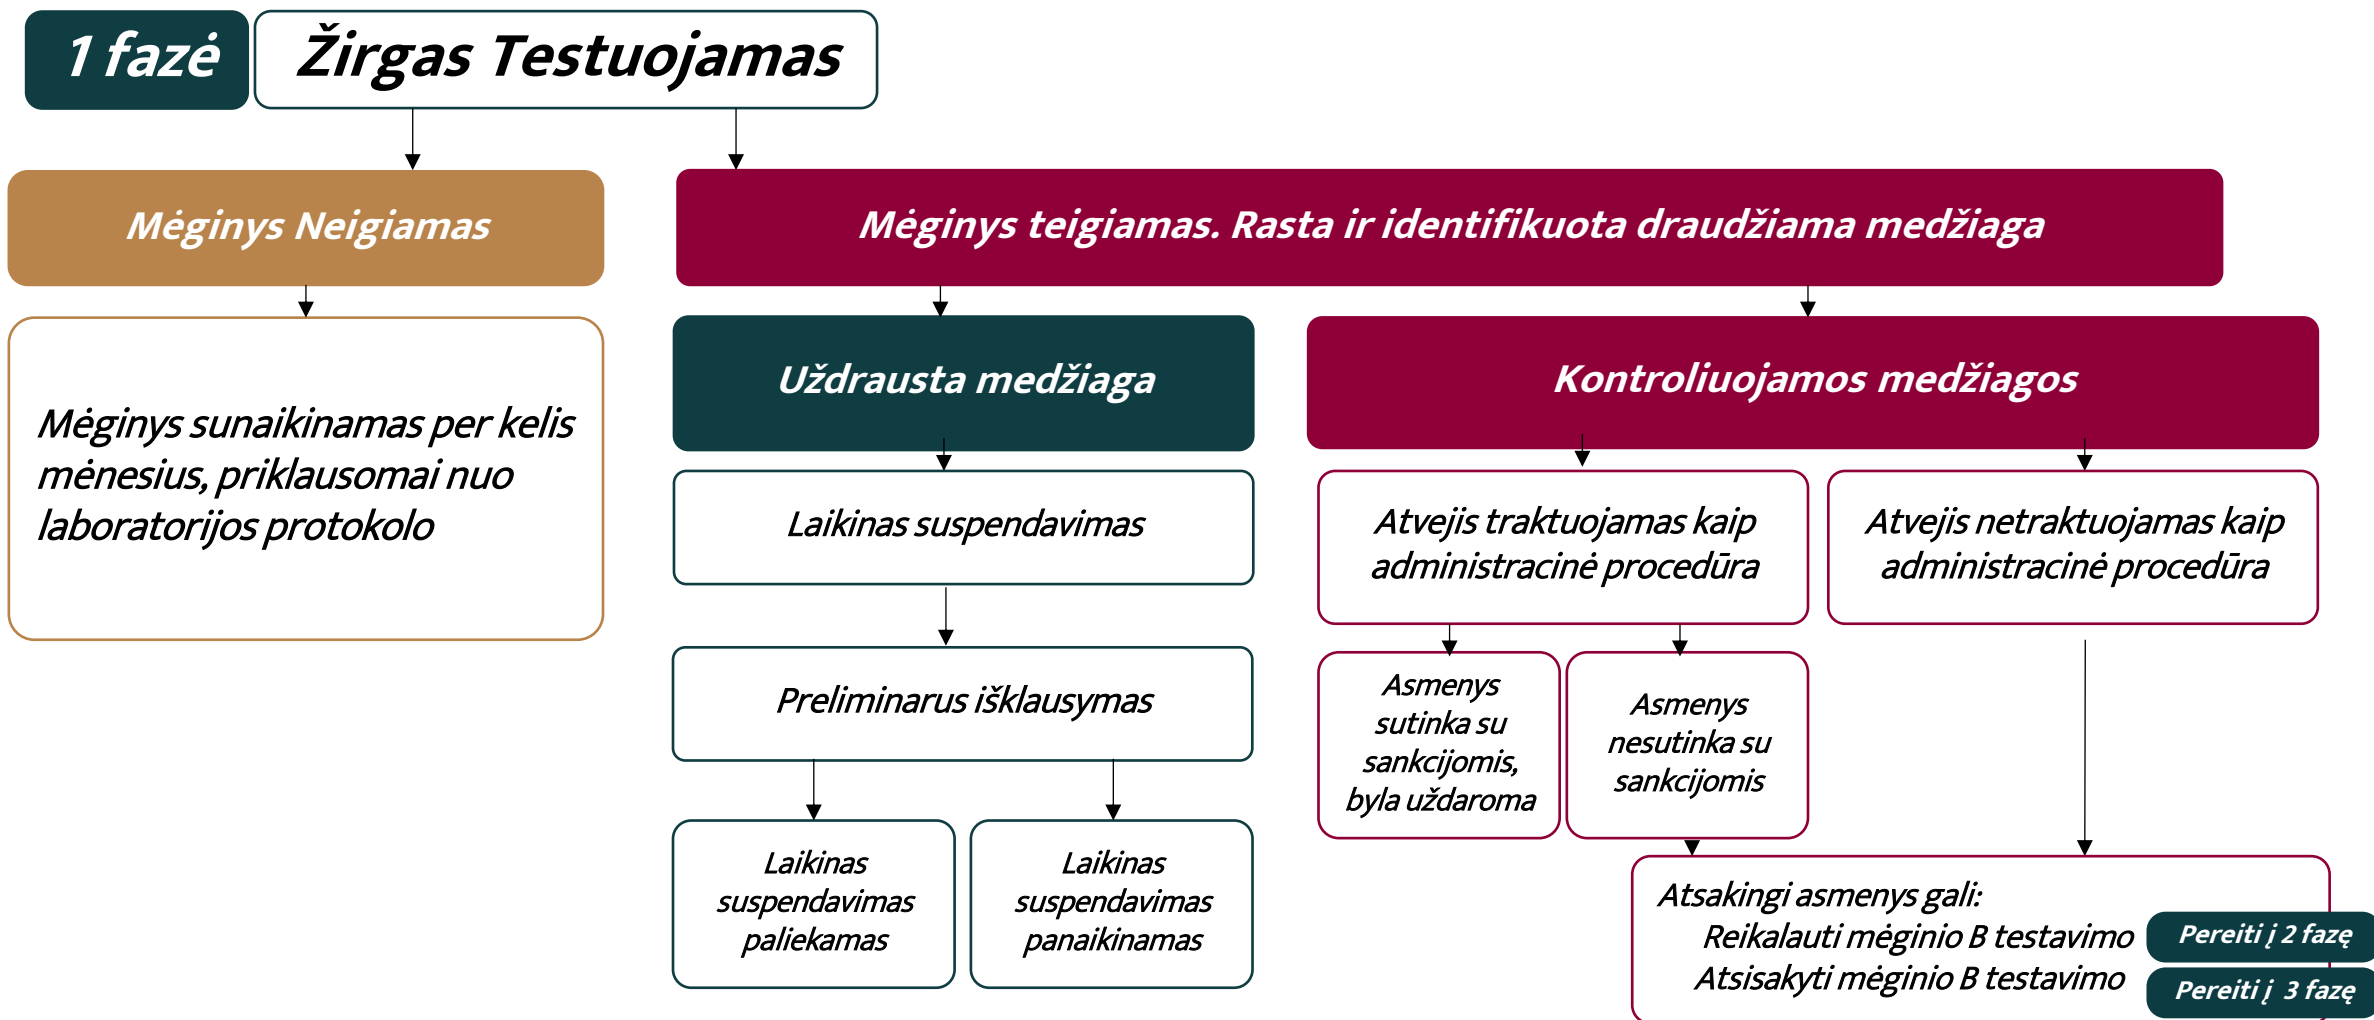 1 fazė
Žirgas Testuojamas
Mėginys Neigiamas
Mėginys teigiamas. Rasta ir identifikuota draudžiama medžiaga
Mėginys sunaikinamas per kelis
mėnesius, priklausomai nuo
laboratorijos protokolo
Uždrausta medžiaga
Laikinas suspendavimas
Preliminarus išklausymas
Laikinas
suspendavimas
paliekamas
Laikinas
suspendavimas
panaikinamas
Kontroliuojamos medžiagos
Atvejis traktuojamas kaip
administracinė procedūra
Atvejis netraktuojamas kaip
administracinė procedūra
Asmenys
sutinka su
sankcijomis,
byla uždaroma
Asmenys
nesutinka su
sankcijomis
Atsakingi asmenys gali:
Reikalauti mėginio B testavimo
Pereiti į 2 fazę
Atsisakyti mėginio B testavimo
Pereiti į 3 fazę